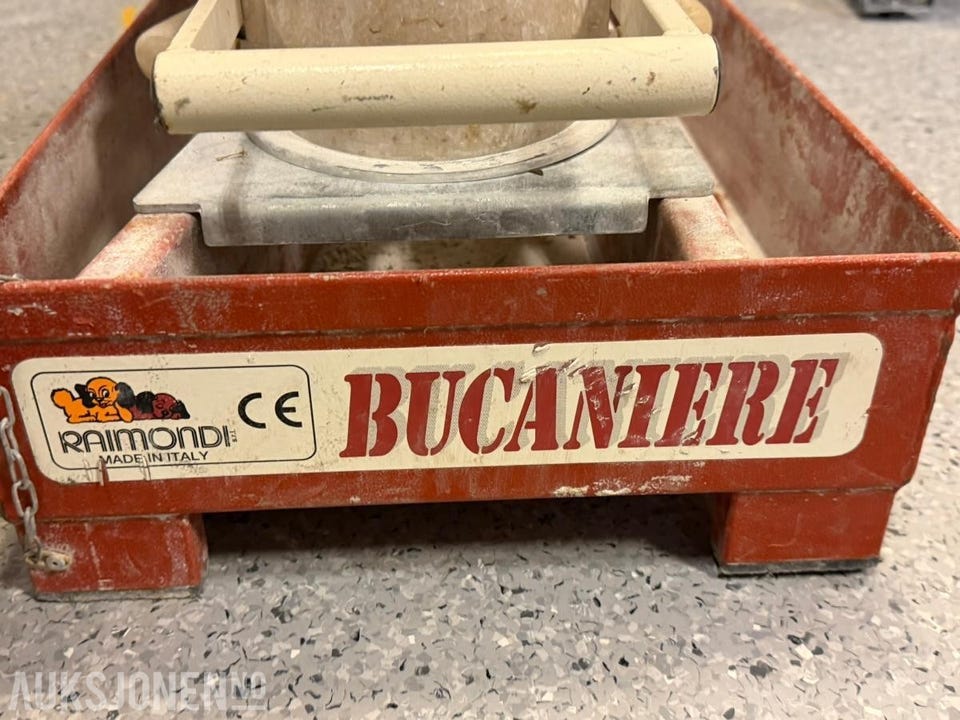 RAIMONDI S.r.l.
MADE IN ITALY
CE
BUCANIERE
AUKSJONEN.NO